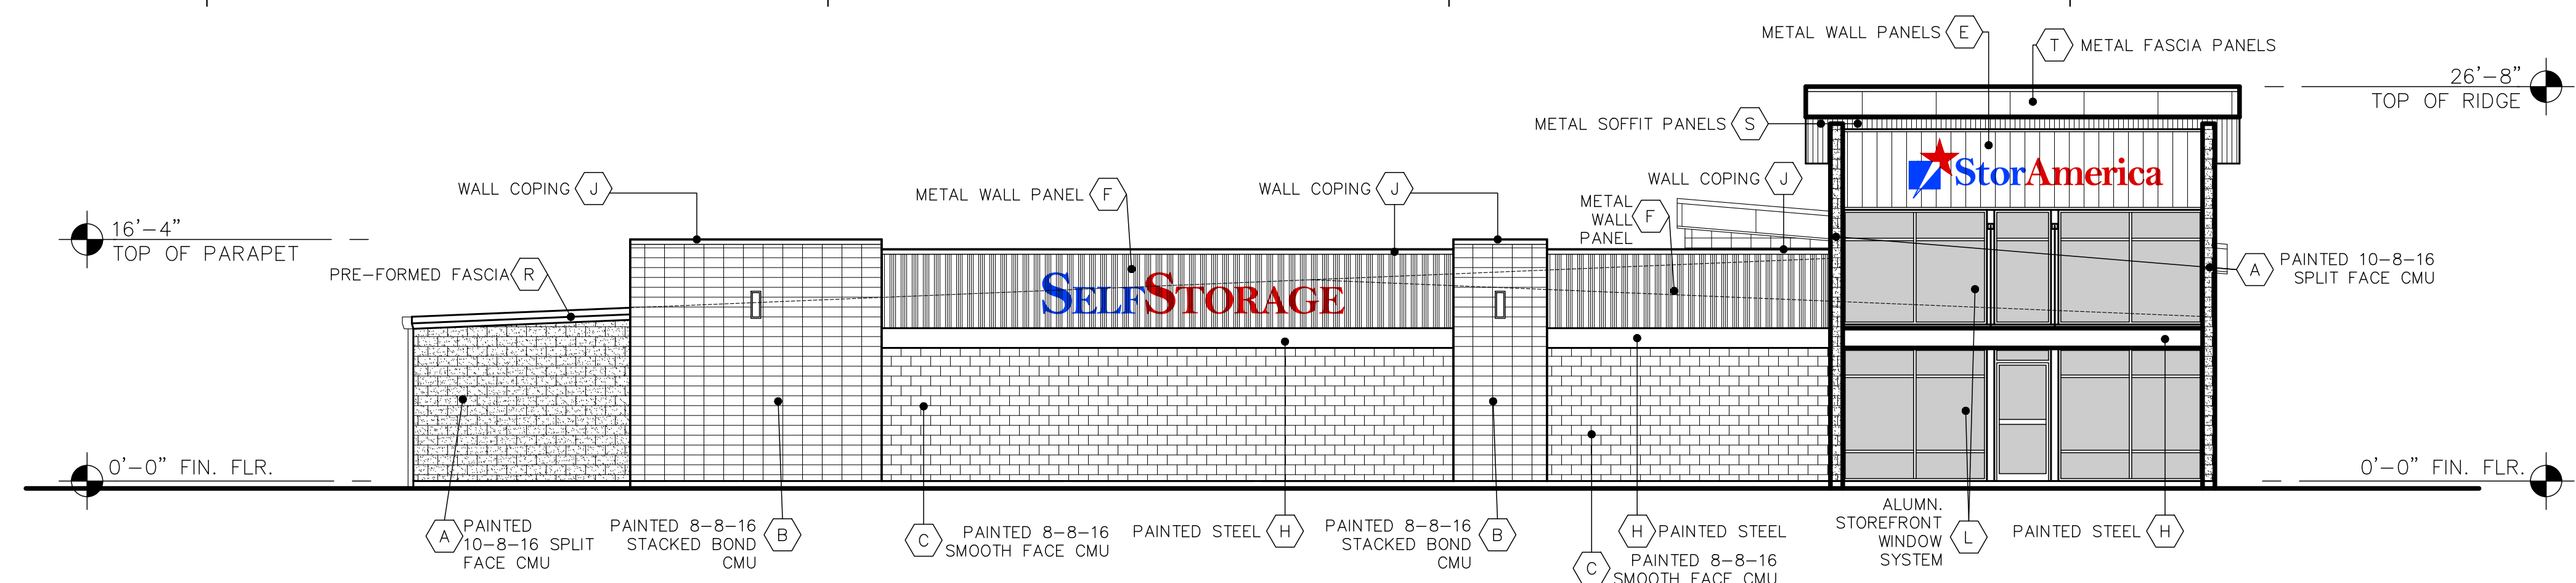 METAL WALL PANELS E
T METAL FASCIA PANELS
26'-8"
TOP OF RIDGE
METAL SOFFIT PANELS S
StorAmerica
WALL COPING J
METAL WALL PANEL F
WALL COPING J
WALL COPING J
METAL
WALL
PANEL
F
16'-4"
TOP OF PARAPET
PRE-FORMED FASCIA R
SELFSTORAGE
A PAINTED 10-8-16
SPLIT FACE CMU
0'-0" FIN. FLR.
0'-0" FIN. FLR.
A PAINTED
10-8-16 SPLIT
FACE CMU
PAINTED 8-8-16
STACKED BOND
CMU
B
C PAINTED 8-8-16
SMOOTH FACE CMU
PAINTED STEEL H
PAINTED 8-8-16
STACKED BOND
CMU
B
H PAINTED STEEL
C PAINTED 8-8-16
SMOOTH FACE CMU
ALUMN.
STOREFRONT
WINDOW
SYSTEM
L
PAINTED STEEL H